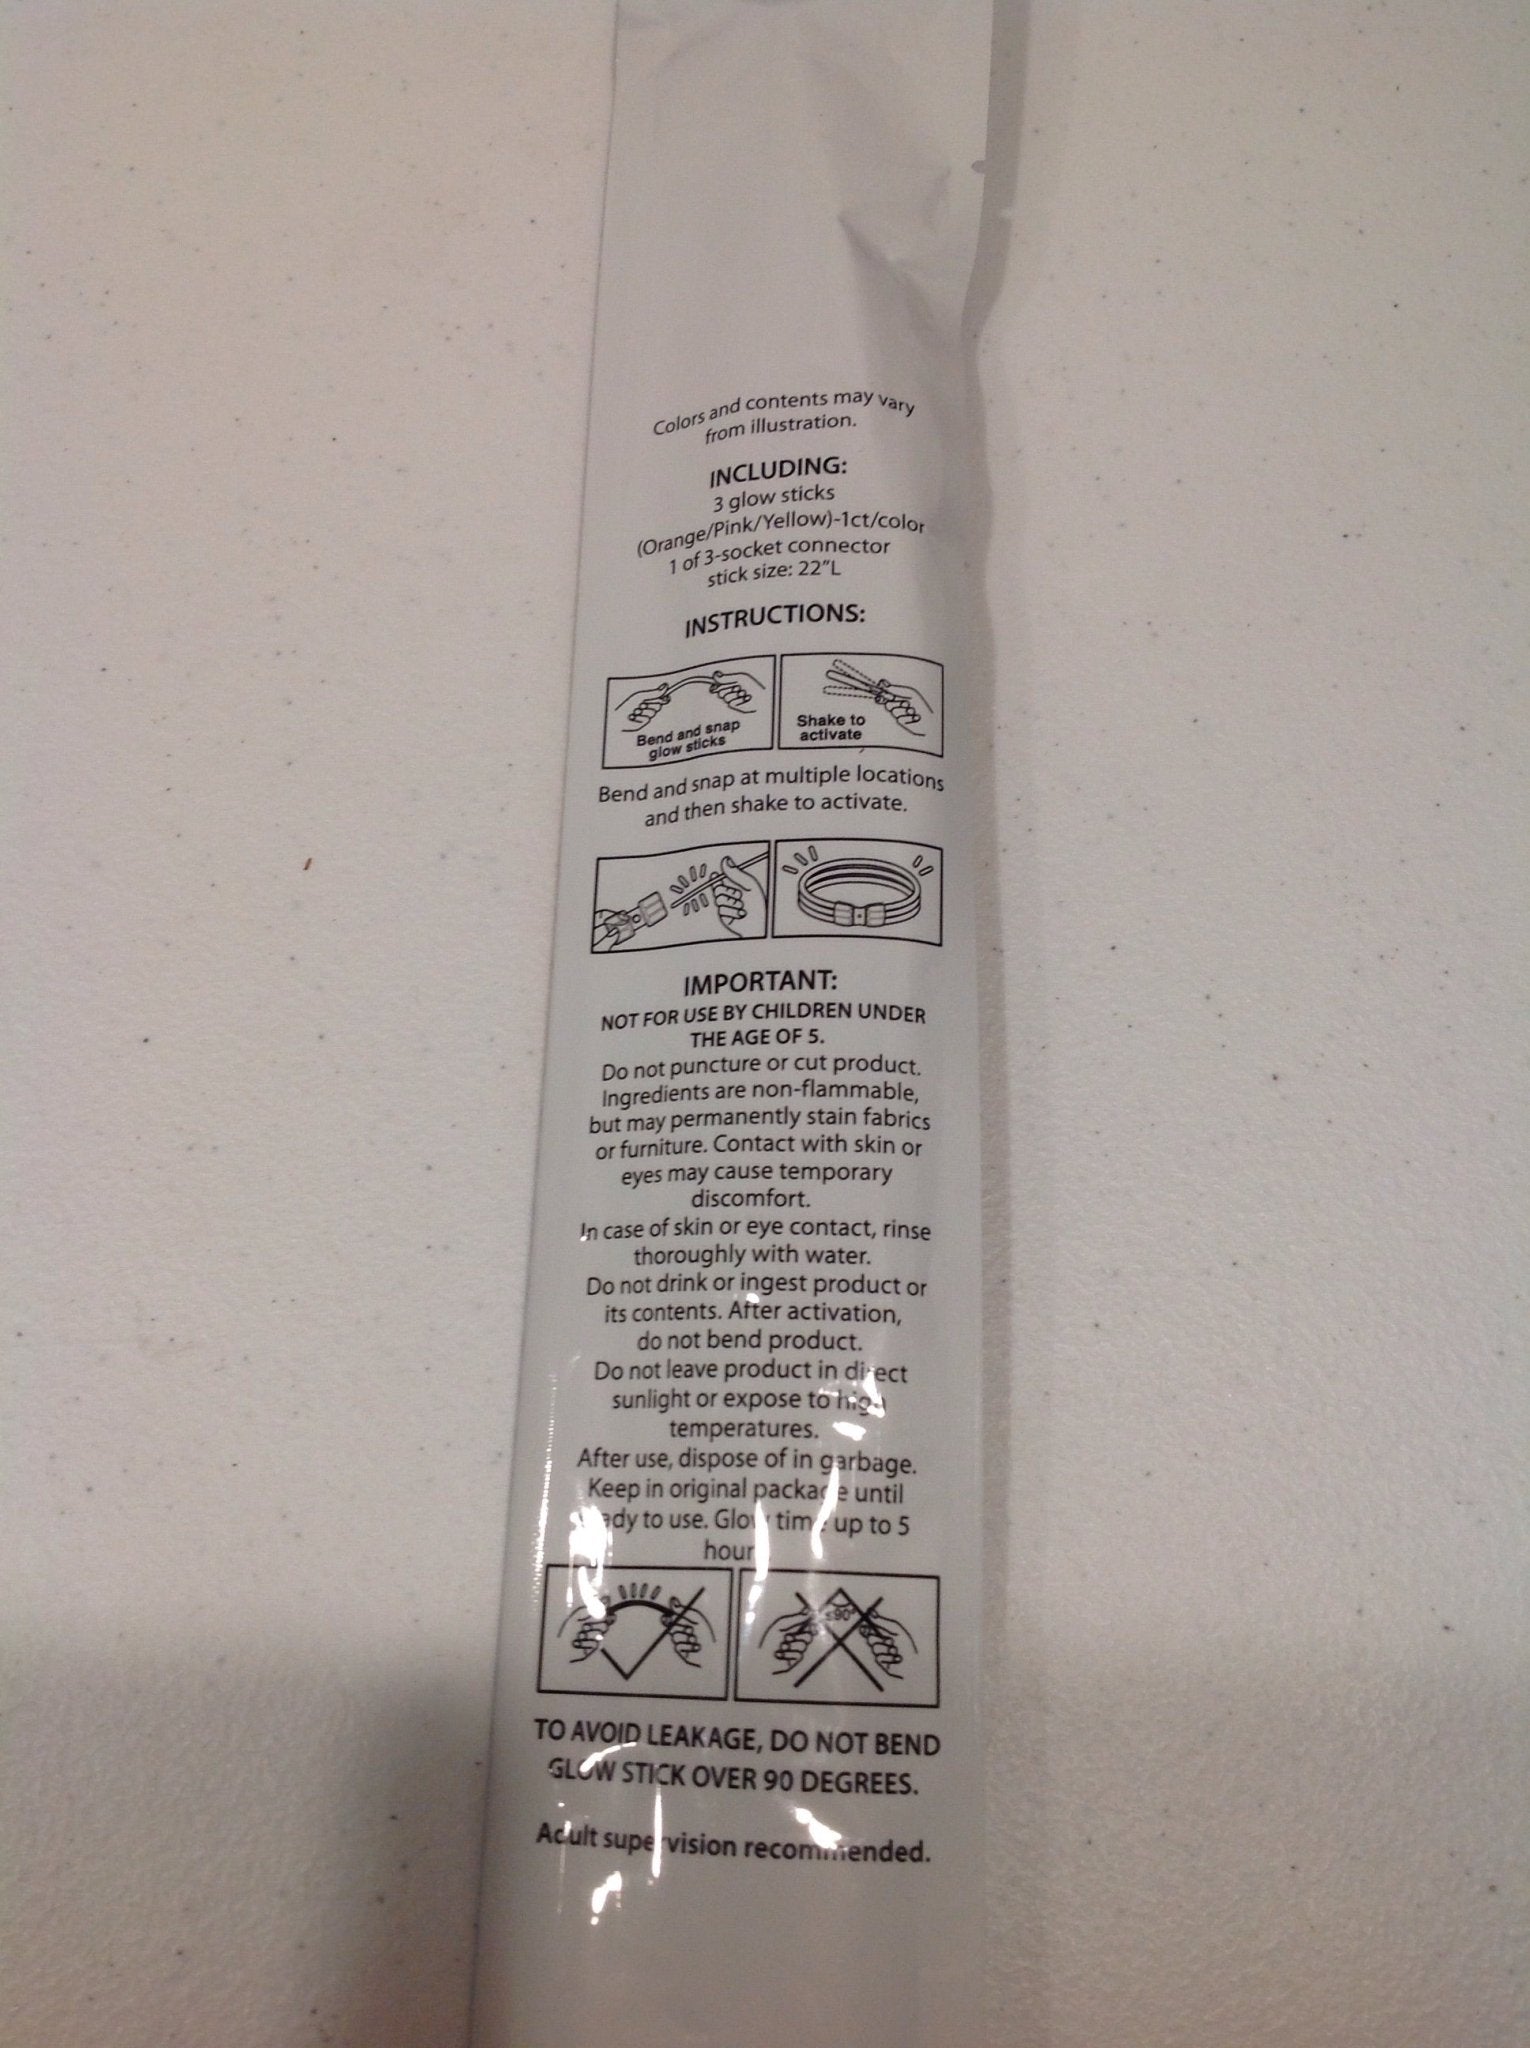 Colors and contents may vary
from illustration.
INCLUDING:
3 glow sticks
(Orange/Pink/Yellow)-1ct/color
1 of 3-socket connector
stick size: 22"L
INSTRUCTIONS:
Bend and snap
glow sticks
Shake to
activate
Bend and snap at multiple locations
and then shake to activate.
IMPORTANT:
NOT FOR USE BY CHILDREN UNDER
THE AGE OF 5.
Do not puncture or cut product.
Ingredients are non-flammable,
but may permanently stain fabrics
or furniture. Contact with skin or
eyes may cause temporary
discomfort.
In case of skin or eye contact, rinse
thoroughly with water.
Do not drink or ingest product or
its contents. After activation,
do not bend product.
Do not leave product in direct
sunlight or expose to high
temperatures.
After use, dispose of in garbage.
Keep in original package until
ready to use. Glow time up to 5
hours
≤90°
TO AVOID LEAKAGE, DO NOT BEND
GLOW STICK OVER 90 DEGREES.
Adult supervision recommended.